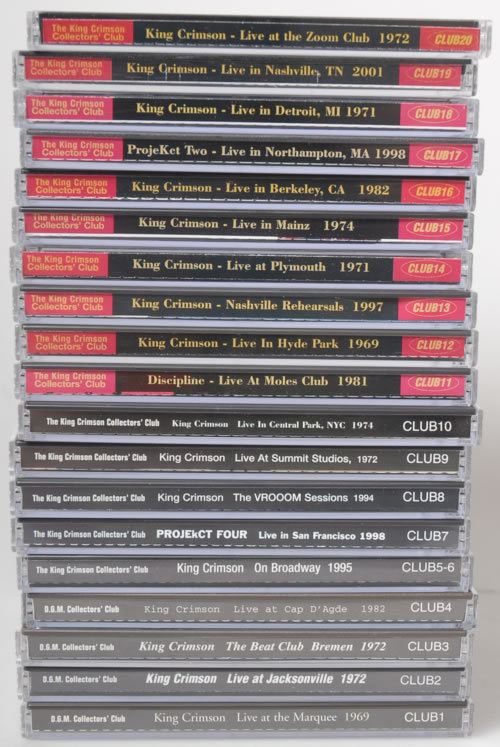 The King Crimson
Collectors' Club King Crimson - Live at the Zoom Club 1972 CLUB20
The King Crimson
Collectors' Club King Crimson - Live in Nashville, TN 2001 CLUB19
The King Crimson
Collectors' Club King Crimson - Live in Detroit, MI 1971 CLUB18
The King Crimson
Collectors' Club ProjeKct Two - Live in Northampton, MA 1998 CLUB17
The King Crimson
Collectors' Club King Crimson - Live in Berkeley, CA 1982 CLUB16
The King Crimson
Collectors' Club King Crimson - Live in Mainz 1974 CLUB15
The King Crimson
Collectors' Club King Crimson - Live at Plymouth 1971 CLUB14
The King Crimson
Collectors' Club King Crimson - Nashville Rehearsals 1997 CLUB13
The King Crimson
Collectors' Club King Crimson - Live In Hyde Park 1969 CLUB12
The King Crimson
Collectors' Club Discipline - Live At Moles Club 1981 CLUB11
The King Crimson Collectors' Club King Crimson Live In Central Park, NYC 1974 CLUB10
The King Crimson Collectors' Club King Crimson Live At Summit Studios, 1972 CLUB9
The King Crimson Collectors' Club King Crimson The VROOOM Sessions 1994 CLUB8
The King Crimson Collectors' Club PROJEkCT FOUR Live in San Francisco 1998 CLUB7
The King Crimson Collectors' Club King Crimson On Broadway 1995 CLUB5-6
D.G.M. Collectors' Club King Crimson Live at Cap D'Agde 1982 CLUB4
D.G.M. Collectors' Club King Crimson The Beat Club Bremen 1972 CLUB3
D.G.M. Collectors' Club King Crimson Live at Jacksonville 1972 CLUB2
D.G.M. Collectors' Club King Crimson Live at the Marquee 1969 CLUB1